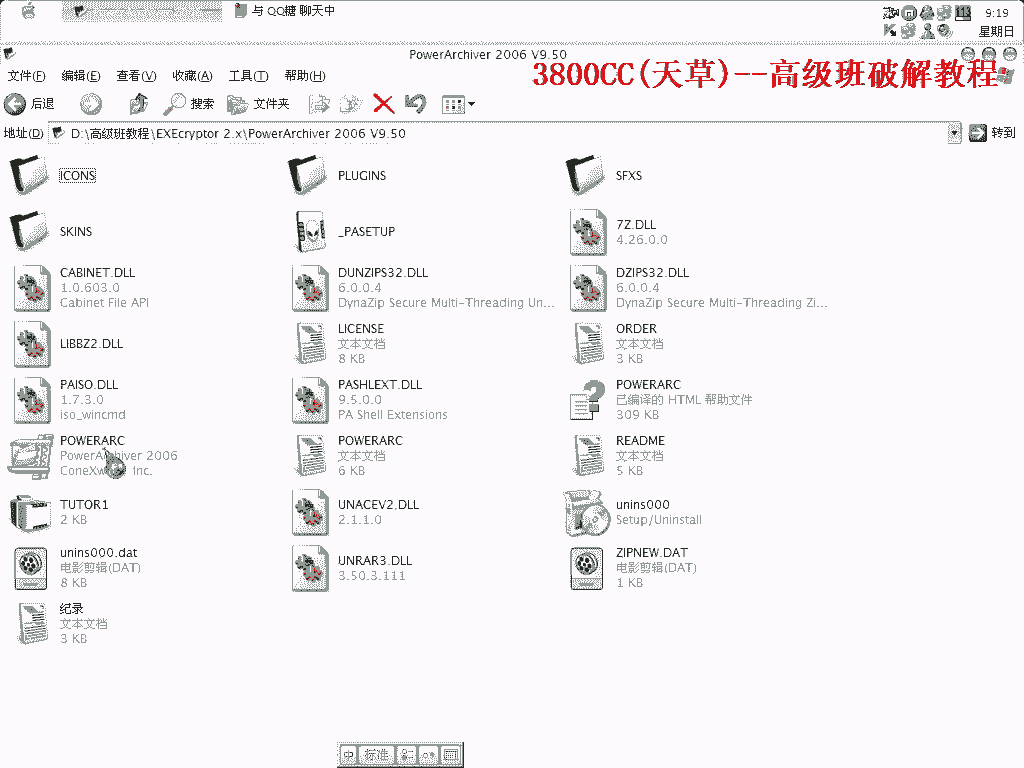 与 QQ糖 聊天中
113
9:19
星期日
PowerArchiver 2006 V9.50
3800CC(天草)--高级班破解教程
文件(F) 编辑(E) 查看(V) 收藏(A) 工具(T) 帮助(H)
后退 搜索 文件夹
地址(D) D:\高级班教程\EXEcryptor 2.x\PowerArchiver 2006 V9.50 转到
ICONS
PLUGINS
SFXS
SKINS
_PASETUP
7Z.DLL
4.26.0.0
CABINET.DLL
1.0.603.0
Cabinet File API
DUNZIPS32.DLL
6.0.0.4
DynaZip Secure Multi-Threading Un...
DZIPS32.DLL
6.0.0.4
DynaZip Secure Multi-Threading Zi...
LIBBZ2.DLL
LICENSE
文本文档
8 KB
ORDER
文本文档
3 KB
PAISO.DLL
1.7.3.0
iso_wincmd
PASHLEXT.DLL
9.5.0.0
PA Shell Extensions
POWERARC
已编译的 HTML 帮助文件
309 KB
POWERARC
PowerArchiver 2006
Inc.
POWERARC
文本文档
6 KB
README
文本文档
5 KB
TUTOR1
2 KB
UNACEV2.DLL
2.1.1.0
unins000
Setup/Uninstall
unins000.dat
电影剪辑(DAT)
8 KB
UNRAR3.DLL
3.50.3.111
ZIPNEW.DAT
电影剪辑(DAT)
1 KB
纪录
文本文档
3 KB
中 标准